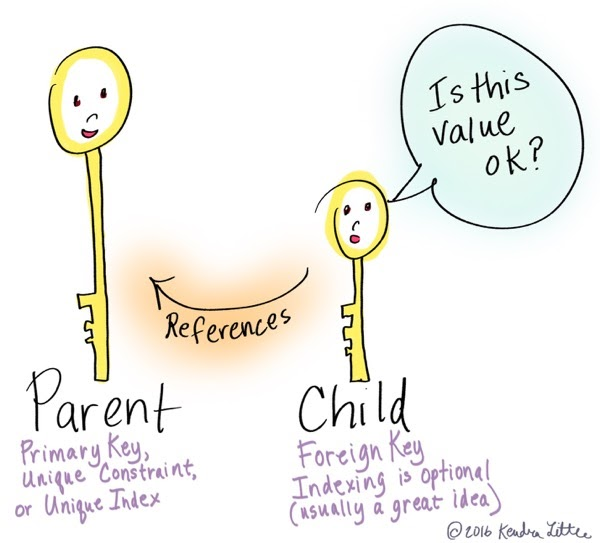 Is this
value
ok?
References
Parent
Primary Key,
Unique Constraint,
or Unique Index
Child
Foreign Key
Indexing is optional
(usually a great idea)
©2016 Kendra Little